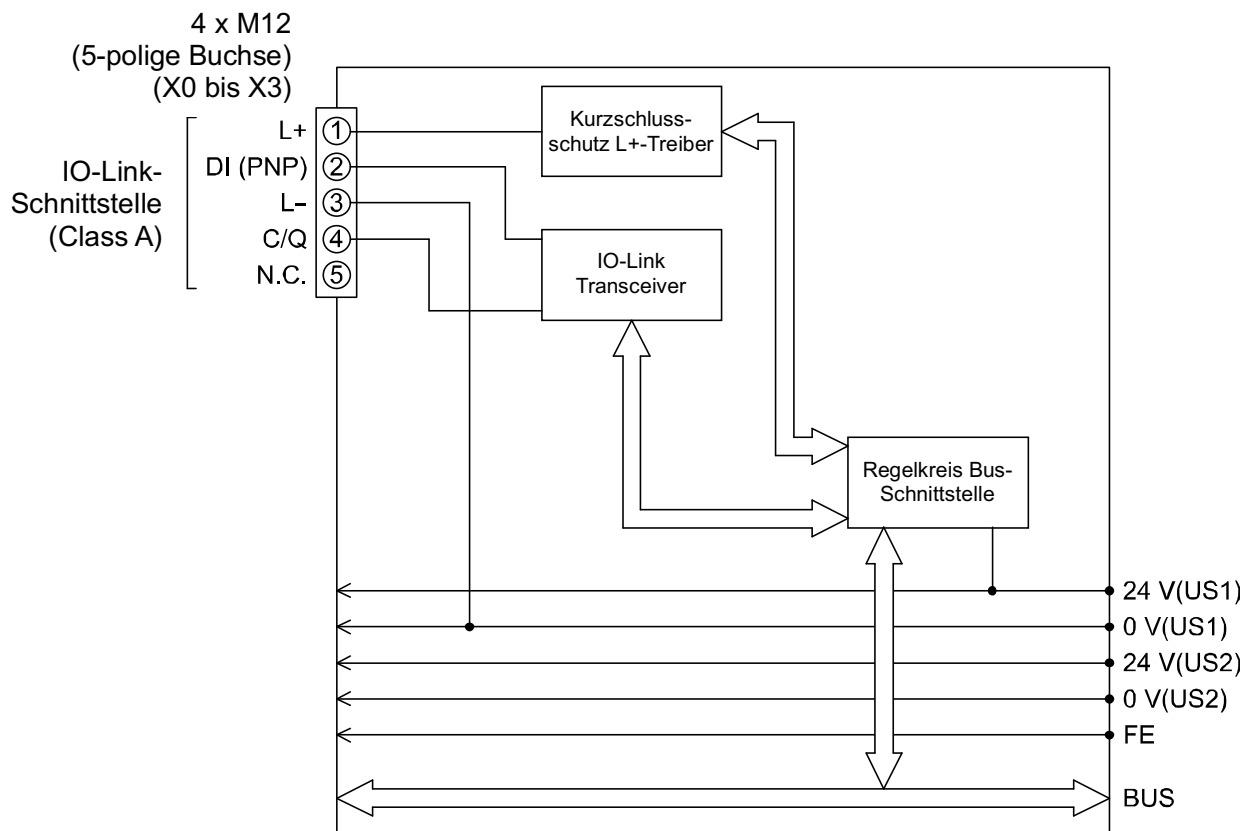 4 x M12
(5-polige Buchse)
(X0 bis X3)
IO-Link-
Schnittstelle
(Class A)
L+ 1
DI (PNP) 2
L– 3
C/Q 4
N.C. 5
Kurzschluss-
schutz L+-Treiber
IO-Link
Transceiver
Regelkreis Bus-
Schnittstelle
24 V(US1)
0 V(US1)
24 V(US2)
0 V(US2)
FE
BUS